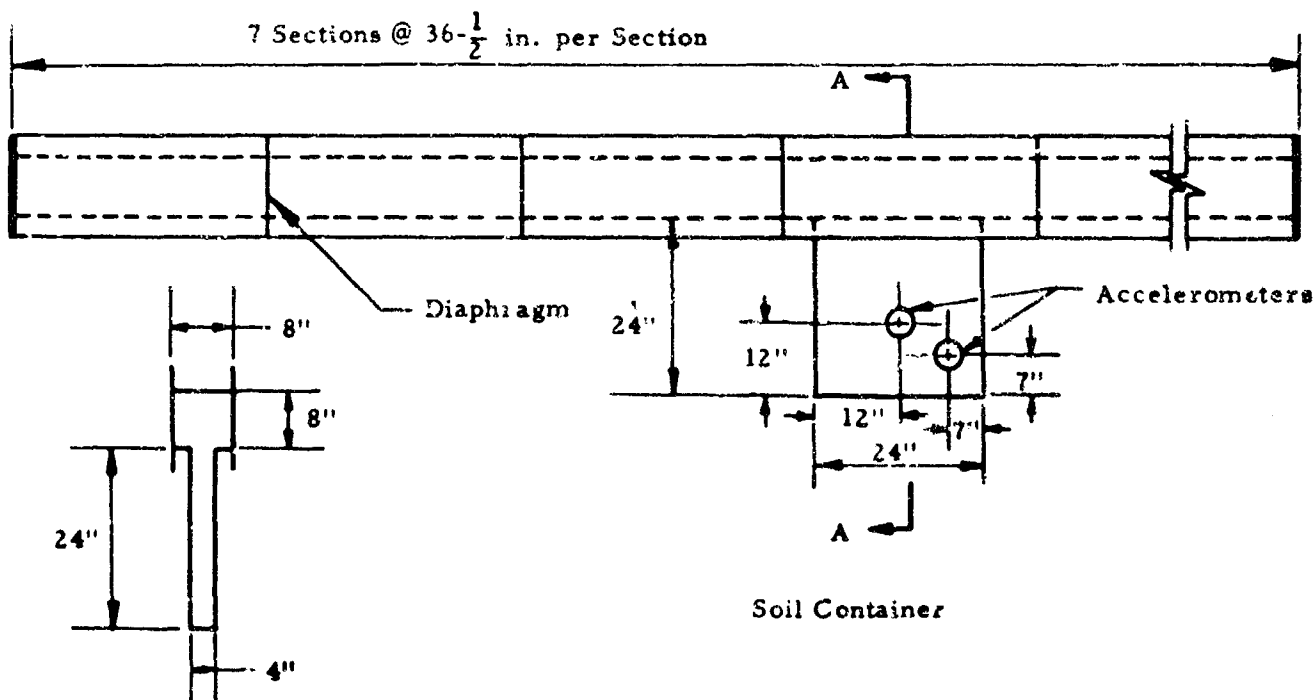 7 Sections @ 36-1/2 in. per Section
A
Diaphragm
Accelerometers
8"
24"
12"
7"
8"
12"
7"
24"
24"
A
Soil Container
4"